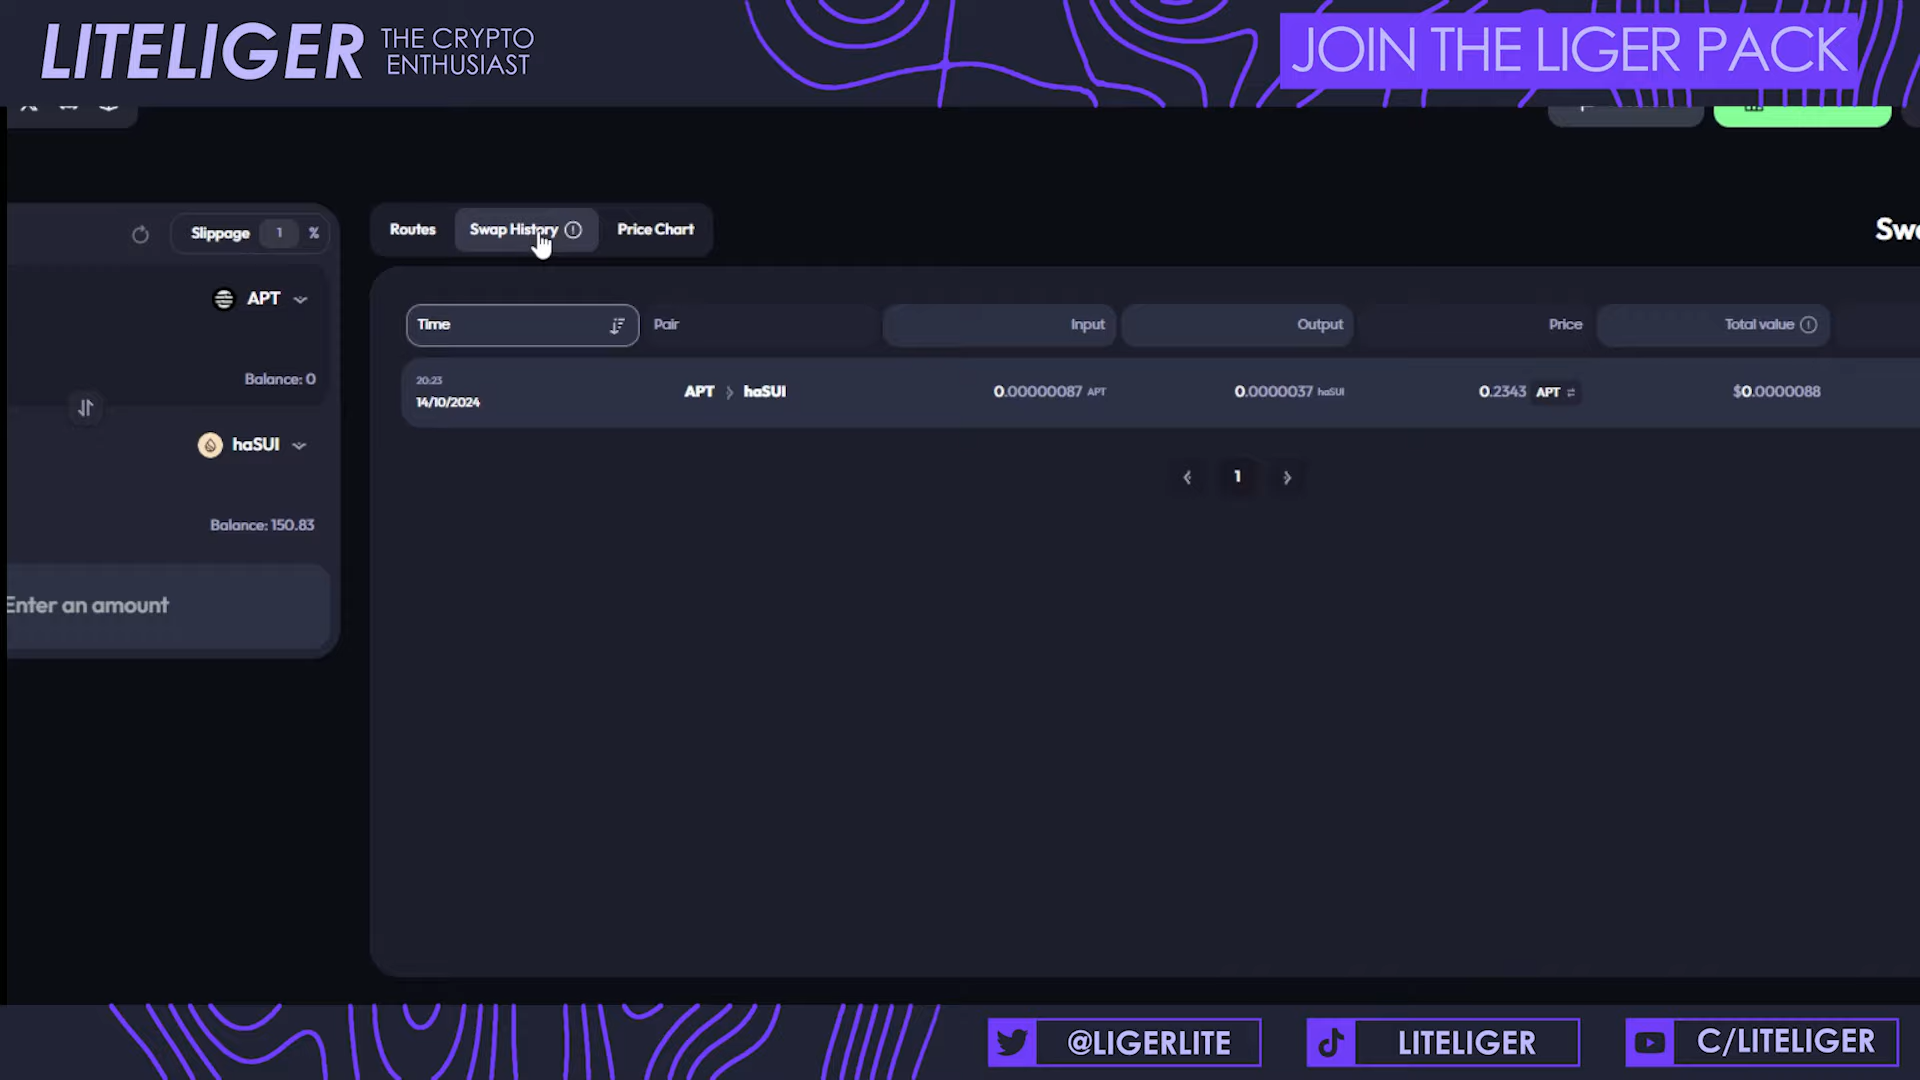 LITELIGER THE CRYPTO
ENTHUSIAST
JOIN THE LIGER PACK
Slippage 1 %
Routes Swap History Price Chart
Swa
APT
Balance: 0
haSUI
Balance: 150.83
Enter an amount
Time Pair Input Output Price Total value
20:23
14/10/2024
APT > haSUI 0.00000087 APT 0.0000037 haSUI 0.2343 APT $0.0000088
< 1 >
@LIGERLITE LITELIGER C/LITELIGER